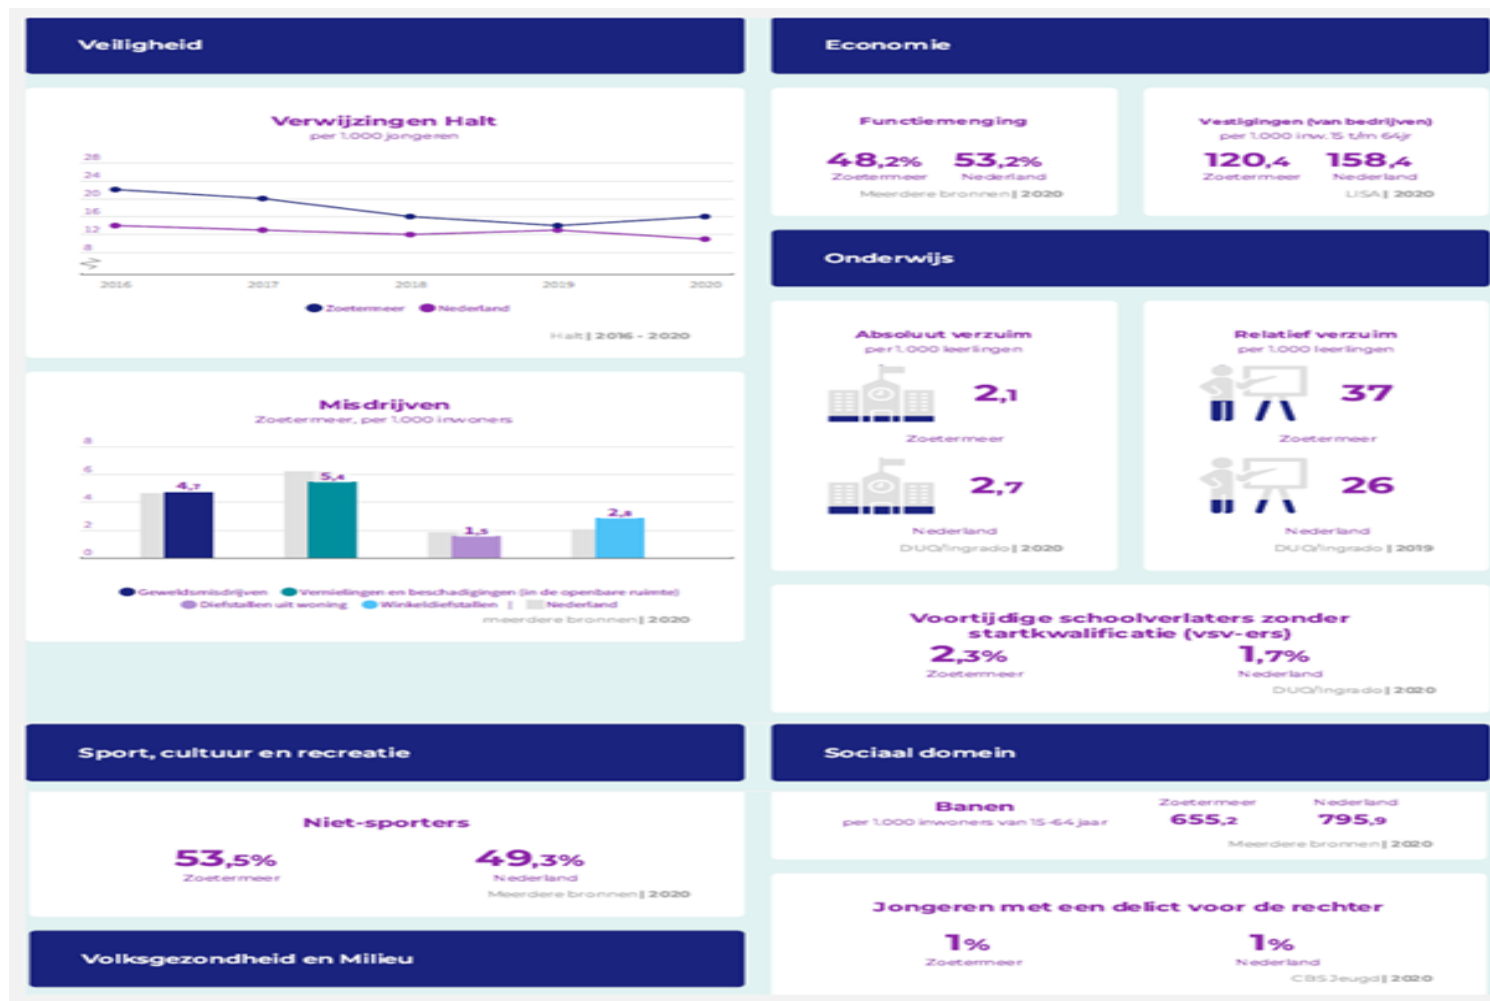 Veiligheid
Verwijzingen Halt
per 1.000 jongeren
28
24
20
16
12
8
2016 2017 2018 2019 2020
Zoetermeer Nederland
Halt | 2016 - 2020
Misdrijven
Zoetermeer, per 1.000 inwoners
8
6
4
2
0
4,7 5,4 1,5 2,8
Geweldsmisdrijven Vernielingen en beschadigingen (in de openbare ruimte)
Diefstallen uit woning Winkeldiefstallen | Nederland
meerdere bronnen | 2020
Economie
Functiemenging
48,2% 53,2%
Zoetermeer Nederland
Meerdere bronnen | 2020
Vestigingen (van bedrijven)
per 1.000 inw. 15 t/m 64jr
120,4 158,4
Zoetermeer Nederland
LISA | 2020
Onderwijs
Absoluut verzuim
per 1.000 leerlingen
2,1
Zoetermeer
2,7
Nederland
DUO/Ingrado | 2020
Relatief verzuim
per 1.000 leerlingen
37
Zoetermeer
26
Nederland
DUO/Ingrado | 2019
Voortijdige schoolverlaters zonder
startkwalificatie (vsv-ers)
2,3% 1,7%
Zoetermeer Nederland
DUO/Ingrado | 2020
Sport, cultuur en recreatie
Niet-sporters
53,5% 49,3%
Zoetermeer Nederland
Meerdere bronnen | 2020
Volksgezondheid en Milieu
Sociaal domein
Banen
per 1.000 inwoners van 15-64 jaar
Zoetermeer Nederland
655,2 795,9
Meerdere bronnen | 2020
Jongeren met een delict voor de rechter
1% 1%
Zoetermeer Nederland
CBS Jeugd | 2020